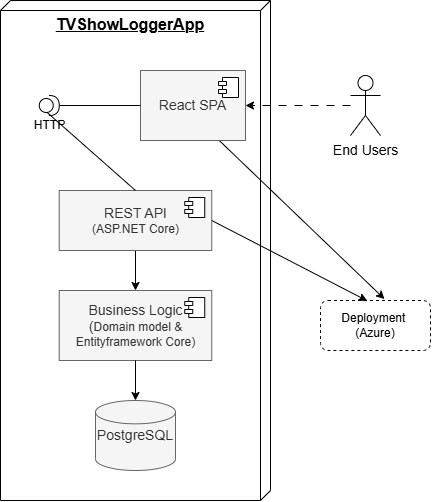 TVShowLoggerApp
React SPA
HTTP
End Users
REST API
(ASP.NET Core)
Business Logic
(Domain model &
Entityframework Core)
Deployment
(Azure)
PostgreSQL